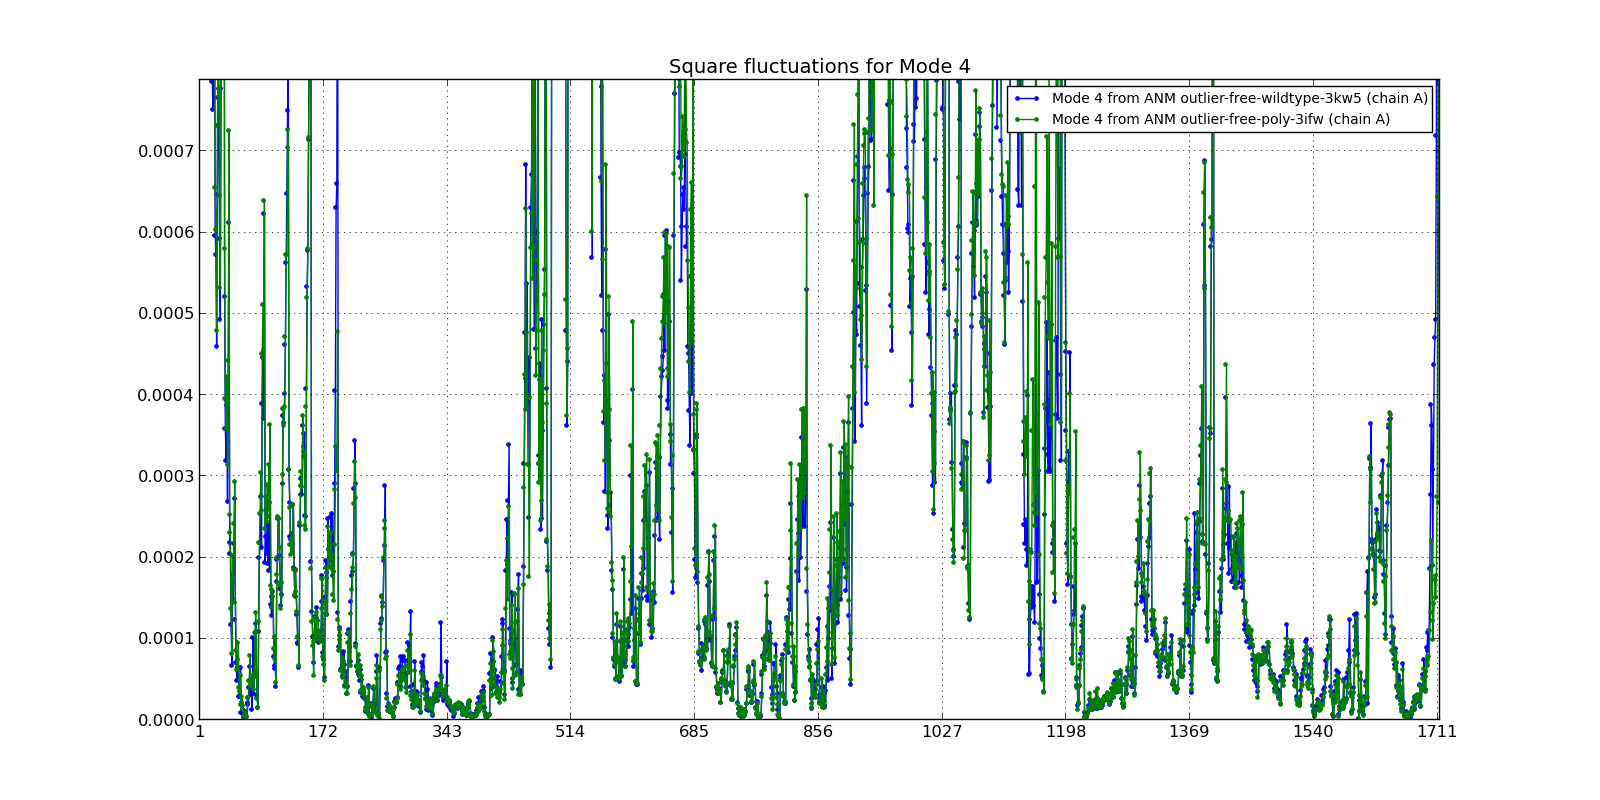 Square fluctuations for Mode 4
Mode 4 from ANM outlier-free-wildtype-3kw5 (chain A)
Mode 4 from ANM outlier-free-poly-3ifw (chain A)
0.0007
0.0006
0.0005
0.0004
0.0003
0.0002
0.0001
0.0000
1 172 343 514 685 856 1027 1198 1369 1540 1711